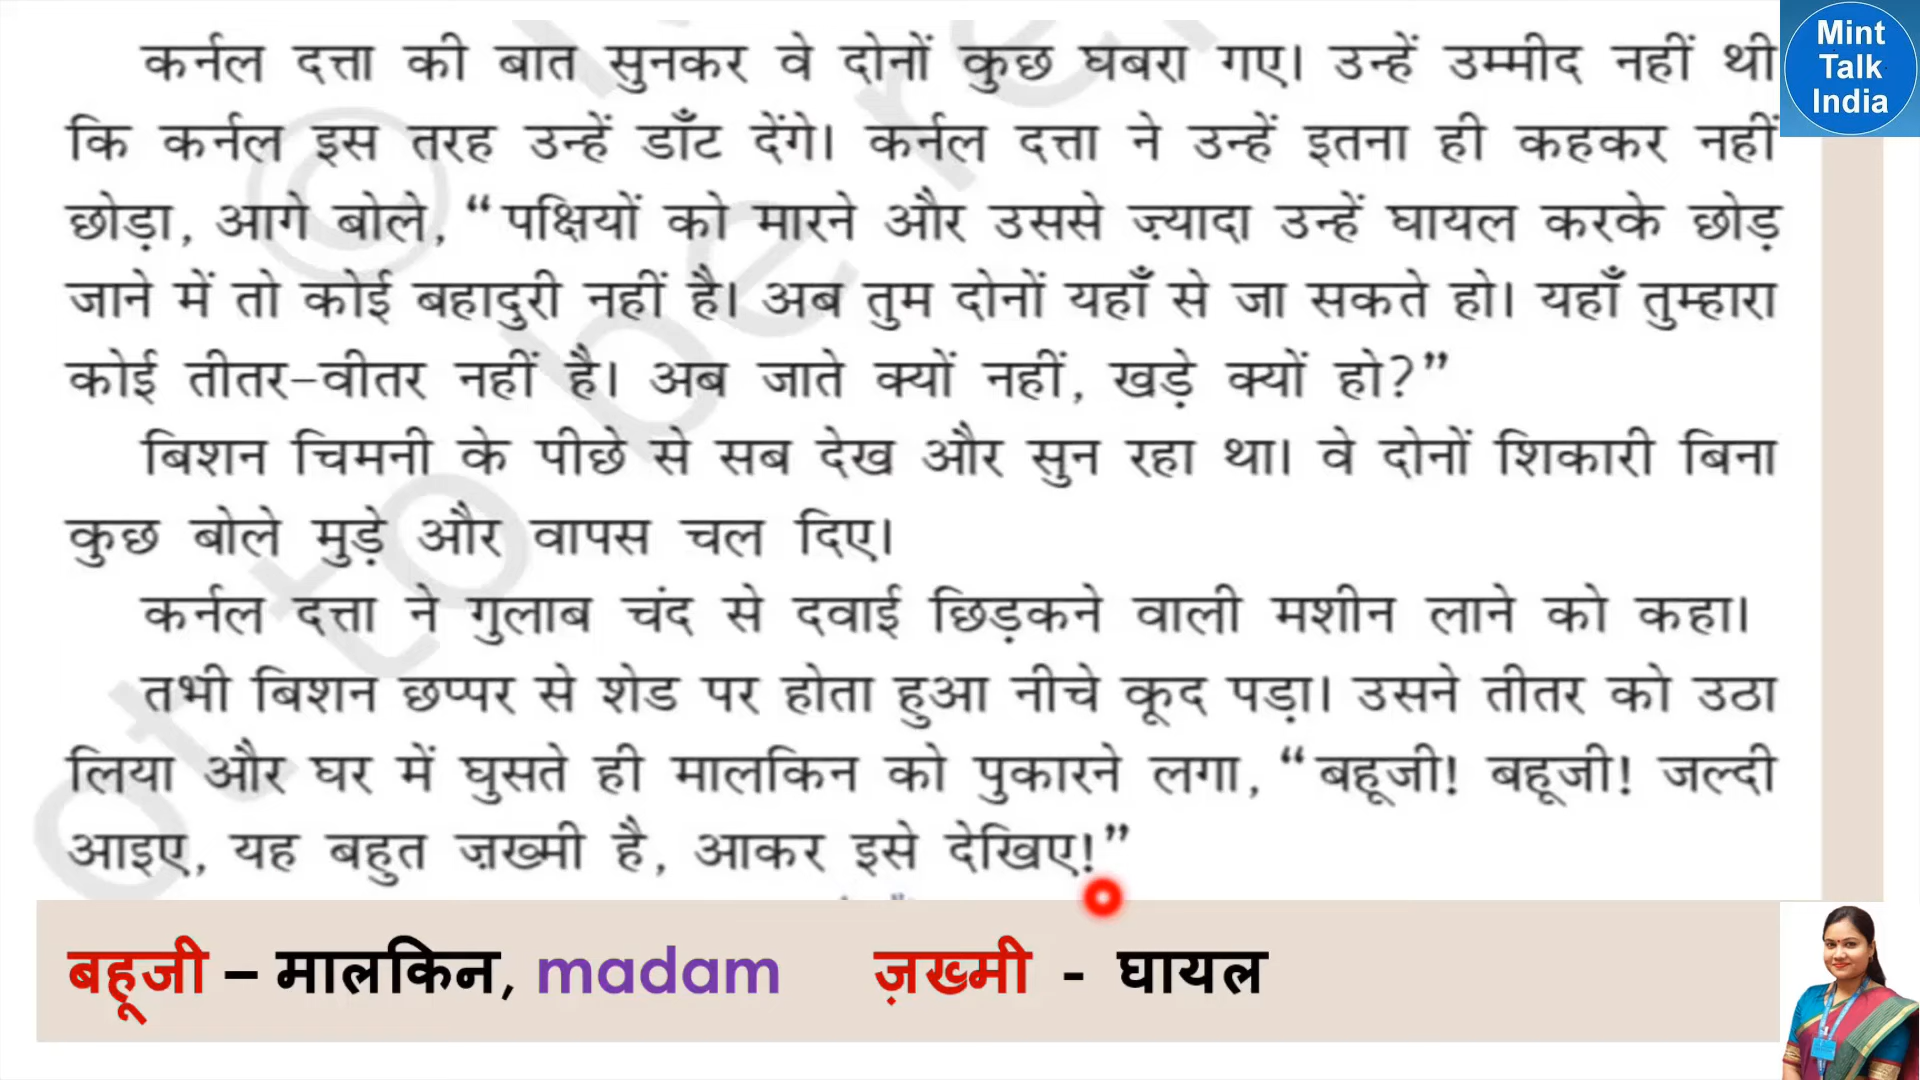 कर्नल दत्ता की बात सुनकर वे दोनों कुछ घबरा गए। उन्हें उम्मीद नहीं थी
कि कर्नल इस तरह उन्हें डाँट देंगे। कर्नल दत्ता ने उन्हें इतना ही कहकर नहीं
छोड़ा, आगे बोले, “पक्षियों को मारने और उससे ज़्यादा उन्हें घायल करके छोड़
जाने में तो कोई बहादुरी नहीं है। अब तुम दोनों यहाँ से जा सकते हो। यहाँ तुम्हारा
कोई तीतर-वीतर नहीं है। अब जाते क्यों नहीं, खड़े क्यों हो?”
बिशन चिमनी के पीछे से सब देख और सुन रहा था। वे दोनों शिकारी बिना
कुछ बोले मुड़े और वापस चल दिए।
कर्नल दत्ता ने गुलाब चंद से दवाई छिड़कने वाली मशीन लाने को कहा।
तभी बिशन छप्पर से शेड पर होता हुआ नीचे कूद पड़ा। उसने तीतर को उठा
लिया और घर में घुसते ही मालकिन को पुकारने लगा, “बहूजी! बहूजी! जल्दी
आइए, यह बहुत ज़ख्मी है, आकर इसे देखिए!”
बहूजी – मालकिन, madam ज़ख्मी - घायल
Mint
Talk
India